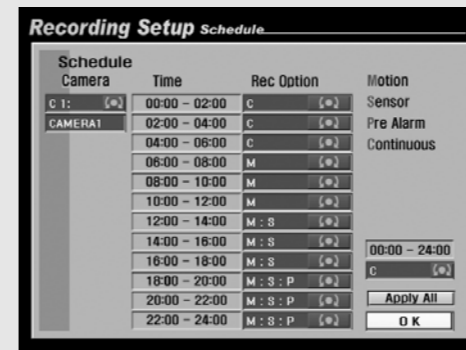 Recording Setup Schedule
Schedule
Camera Time Rec Option
C 1:
CAMERA1
00:00 - 02:00 C
02:00 - 04:00 C
04:00 - 06:00 C
06:00 - 08:00 M
08:00 - 10:00 M
10:00 - 12:00 M
12:00 - 14:00 M : S
14:00 - 16:00 M : S
16:00 - 18:00 M : S
18:00 - 20:00 M : S : P
20:00 - 22:00 M : S : P
22:00 - 24:00 M : S : P
Motion
Sensor
Pre Alarm
Continuous
00:00 - 24:00
C
Apply All
O K